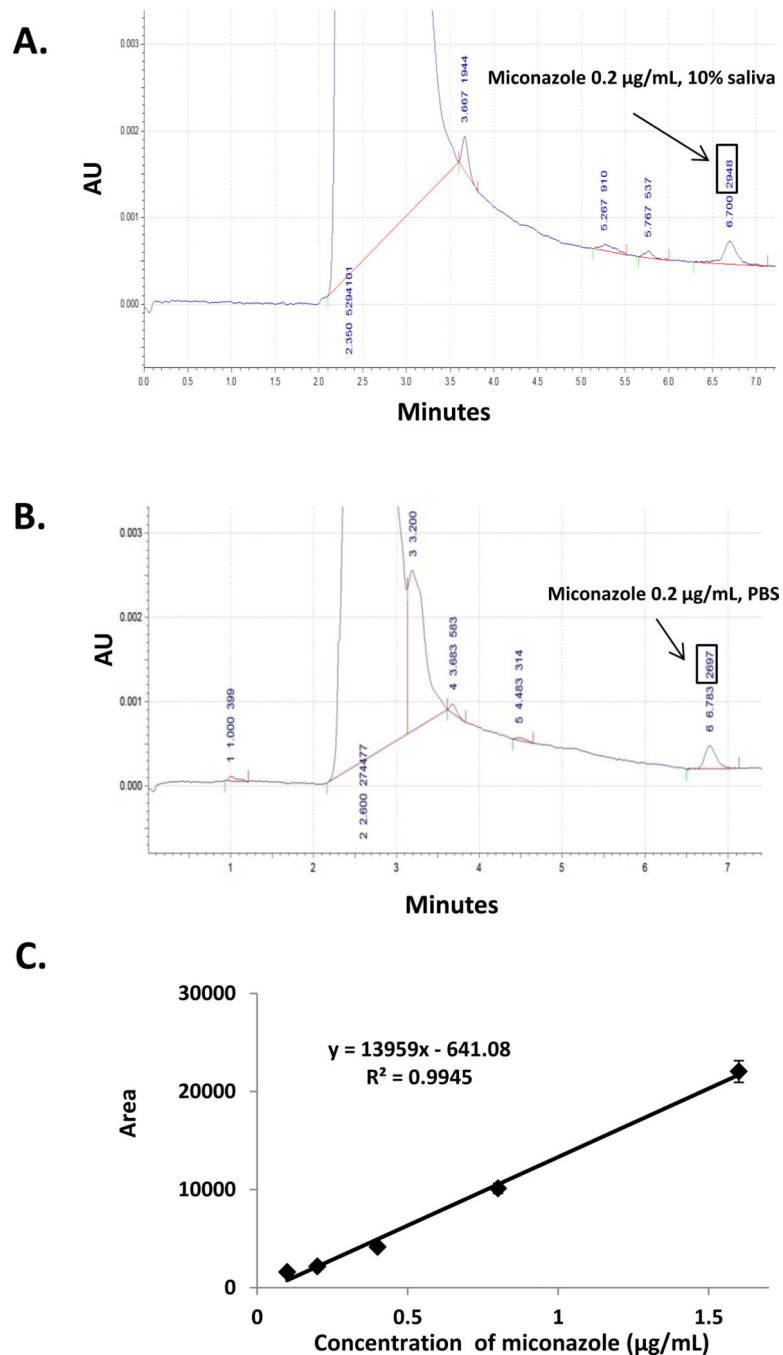 A.
0.003
0.002
0.001
0.000
AU
3.667 1944
Miconazole 0.2 µg/mL, 10% saliva
5.267 910
5.767 537
6.700 2948
2.350 5294101
0.0 0.5 1.0 1.5 2.0 2.5 3.0 3.5 4.0 4.5 5.0 5.5 6.0 6.5 7.0
Minutes
B.
0.003
0.002
0.001
0.000
AU
3 3.200
Miconazole 0.2 µg/mL, PBS
1 1.000 399
4 3.683 583
5 4.483 314
6 6.783 2697
2 2.600 274477
1 2 3 4 5 6 7
Minutes
C.
30000
20000
10000
0
Area
y = 13959x - 641.08
R² = 0.9945
0 0.5 1 1.5
Concentration of miconazole (µg/mL)